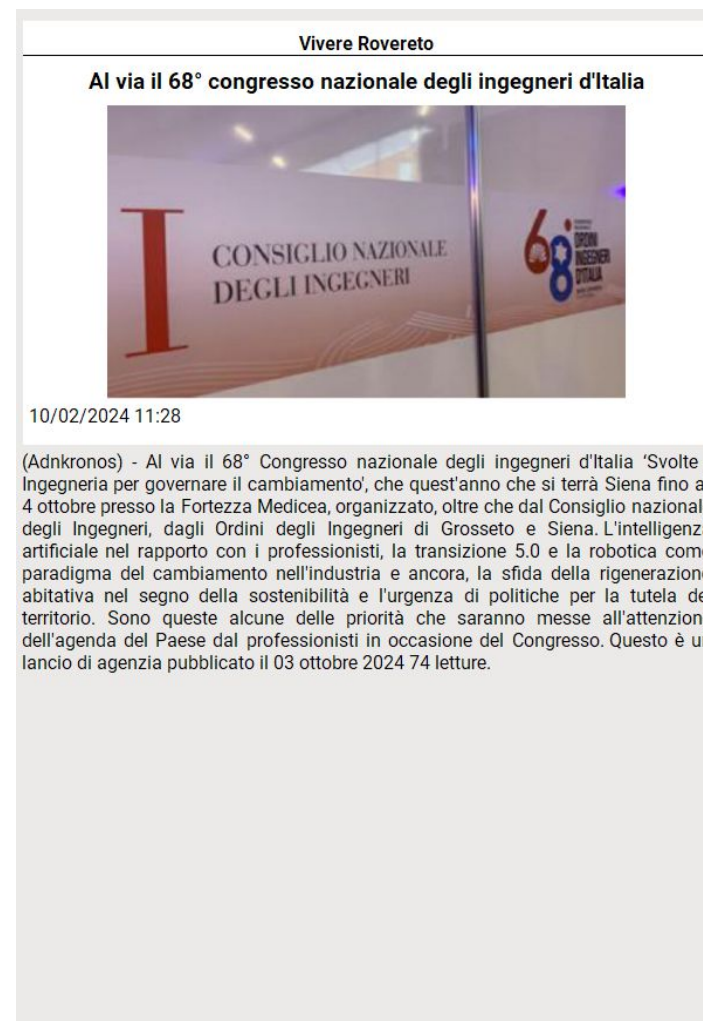 Vivere Rovereto
Al via il 68° congresso nazionale degli ingegneri d'Italia
I
CONSIGLIO NAZIONALE
DEGLI INGEGNERI
68°
ORDINI
INGEGNERI
D'ITALIA
10/02/2024 11:28
(Adnkronos) - Al via il 68° Congresso nazionale degli ingegneri d'Italia 'Svolte
Ingegneria per governare il cambiamento', che quest'anno che si terrà Siena fino a
4 ottobre presso la Fortezza Medicea, organizzato, oltre che dal Consiglio nazional
degli Ingegneri, dagli Ordini degli Ingegneri di Grosseto e Siena. L'intelligenz
artificiale nel rapporto con i professionisti, la transizione 5.0 e la robotica com
paradigma del cambiamento nell'industria e ancora, la sfida della rigenerazion
abitativa nel segno della sostenibilità e l'urgenza di politiche per la tutela de
territorio. Sono queste alcune delle priorità che saranno messe all'attenzion
dell'agenda del Paese dal professionisti in occasione del Congresso. Questo è u
lancio di agenzia pubblicato il 03 ottobre 2024 74 letture.